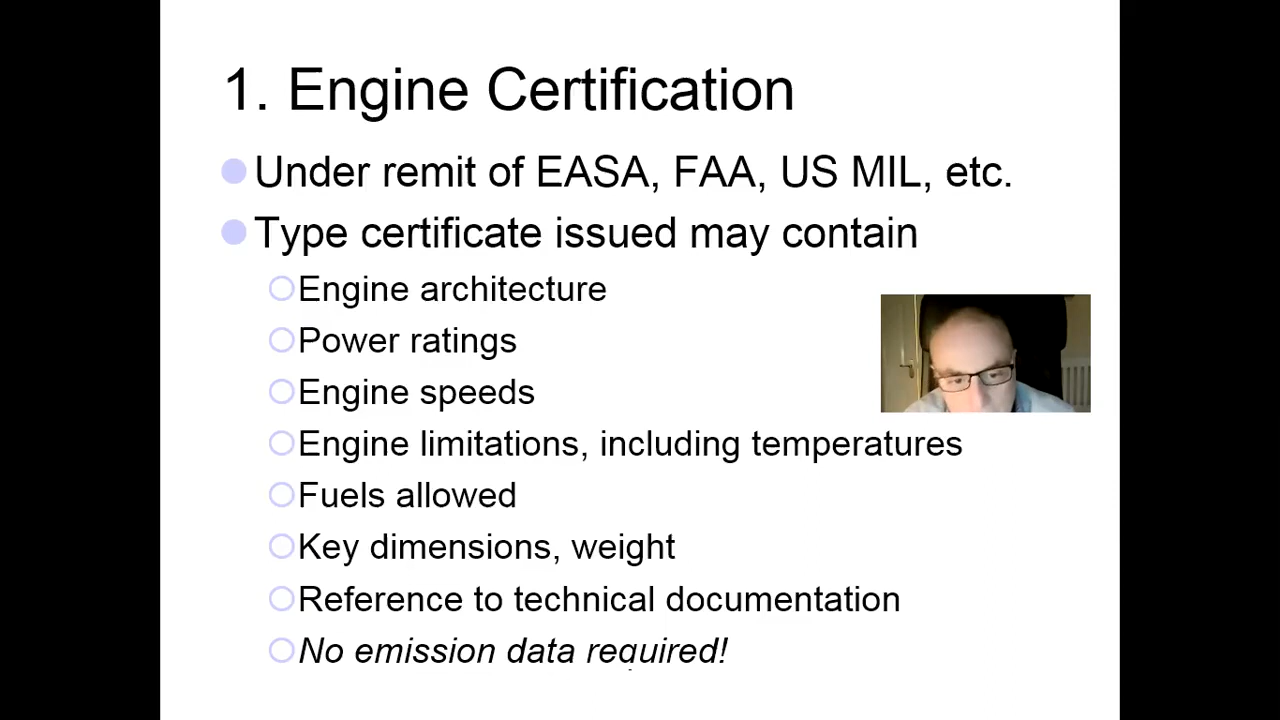 1. Engine Certification
Under remit of EASA, FAA, US MIL, etc.
Type certificate issued may contain
Engine architecture
Power ratings
Engine speeds
Engine limitations, including temperatures
Fuels allowed
Key dimensions, weight
Reference to technical documentation
No emission data required!